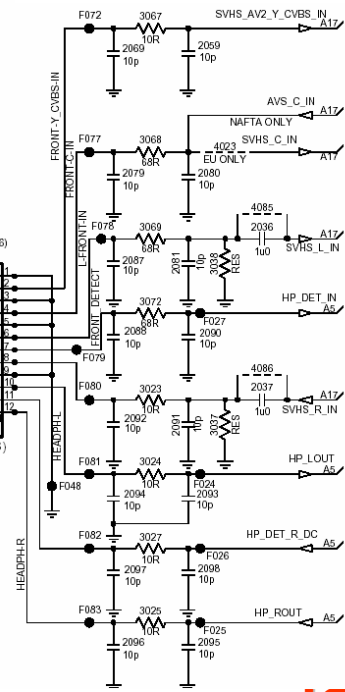 F072
3067
10R
SVHS_AV2_Y_CVBS_IN
A17
2069
10p
2059
10p
FRONT-Y_CVBS-IN
AVS_C_IN
A17
NAFTA ONLY
F077
3068
68R
4023
EU ONLY
SVHS_C_IN
A17
2079
10p
2080
10p
FRONT-C-IN
L-FRONT-IN
F078
3069
68R
4085
2036
1u0
A17
SVHS_L_IN
2087
10p
2081
10p
3038
RES
FRONT_DETECT
3072
68R
HP_DET_IN
A5
F027
2088
10p
2090
10p
F079
1
2
3
4
5
6
7
8
9
10
11
12
F080
3023
10R
4086
2037
1u0
A17
SVHS_R_IN
2092
10p
2091
10p
3037
RES
HEADPH-L
F081
3024
10R
F024
HP_LOUT
A5
F048
2094
10p
2093
10p
F082
3027
10R
F026
HP_DET_R_DC
A5
2097
10p
2098
10p
HEADPH-R
F083
3025
10R
F025
HP_ROUT
A5
2096
10p
2095
10p